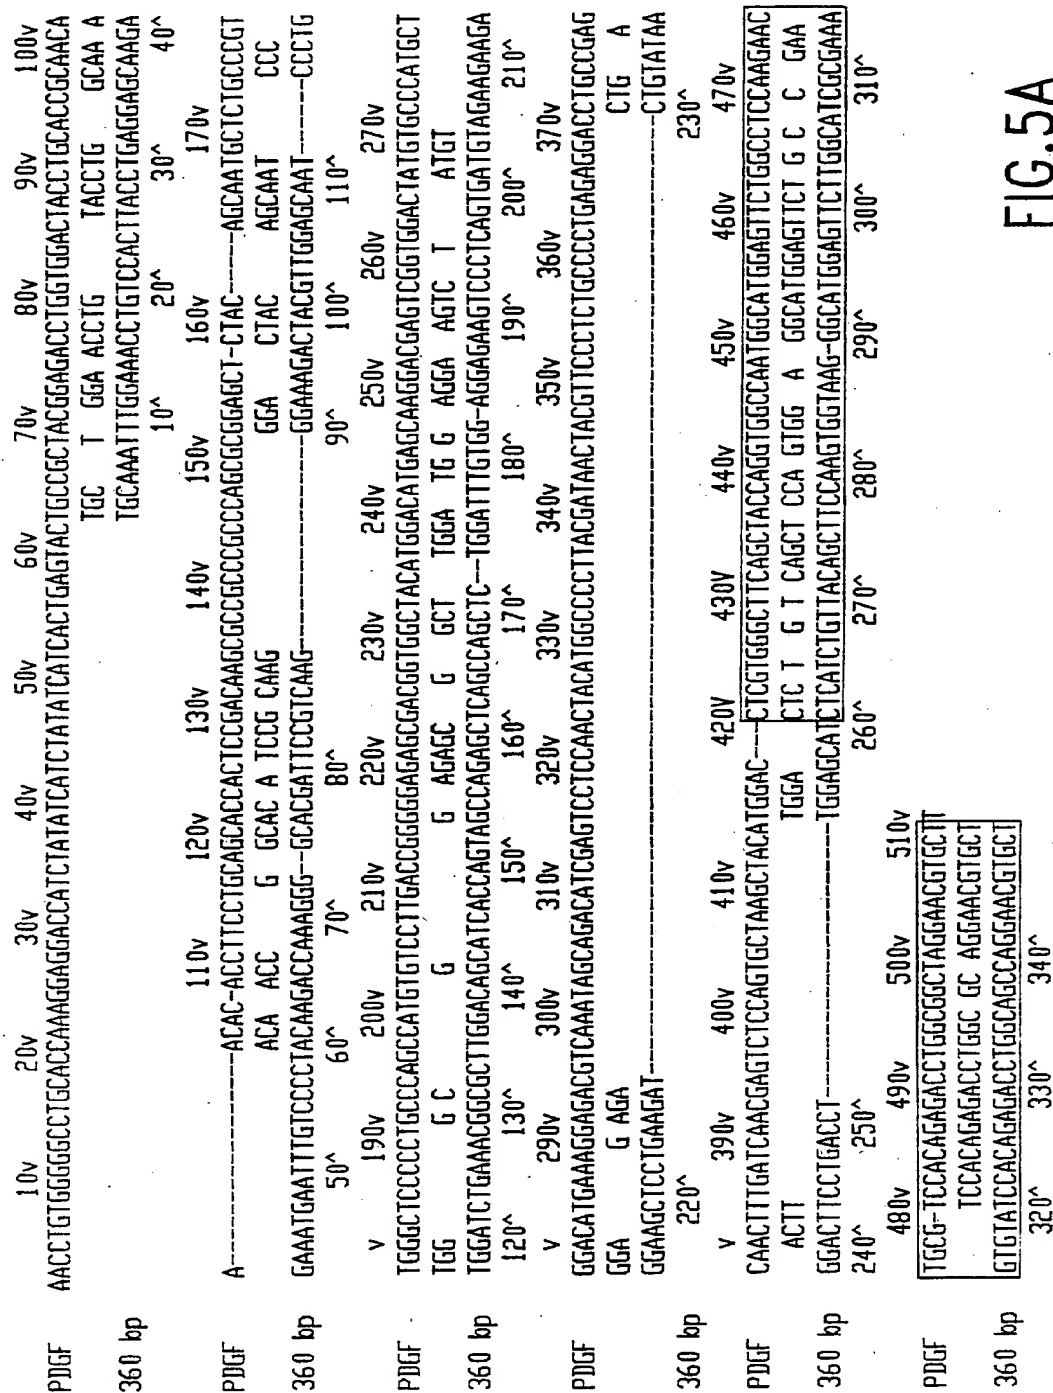 10v 20v 30v 40v 50v 60v 70v 80v 90v 100v
PDGF AACCTGTGGGGGCCTGCACCAAAGGAGGACCATCTATATCATCTATATCATCACTGAGTACTGCCGCTACGGAGACCTGGTGGACTACCTGCACCGCAACA
TGC T GGA ACCTG TACCTG GCAA A
360 bp TGCAAATTTGGAAACCTGTCCACTTACCTGAGGAGCAAGA
10^ 20^ 30^ 40^
110v 120v 130v 140v 150v 160v 170v
PDGF A----------------ACAC-ACCTTCCTGCAGCACCACTCCGACAAGCGCCGCCCGCCCAGCGCGGAGCT-CTAC-----AGCAATGCTCTGCCCGT
ACA ACC G GCAC A TCCG CAAG GGA CTAC AGCAAT CCC
360 bp GAAATGAATTTGTCCCCTACAAGACCAAAGGG--GCACGATTCCGTCAAG-----------------GGAAAGACTACGTTGGAGCAAT------CCCTG
50^ 60^ 70^ 80^ 90^ 100^ 110^
v 190v 200v 210v 220v 230v 240v 250v 260v 270v
PDGF TGGGCTCCCCCTGCCCAGCCATGTGTCCTTGACCGGGGAGAGCGACGGTGGCTACATGGACATGAGCAAGGACGAGTCGGTGGACTATGTGCCCATGCT
TGG G C G G AGAGC G GCT TGGA TG G AGGA AGTC T ATGT
360 bp TGGATCTGAAACGGCGCTTGGACAGCATCACCAGTAGCCAGAGCTCAGCCAGCTC---TGGATTTGTGG-AGGAGAAGTCCCTCAGTGATGTAGAAGAAGA
120^ 130^ 140^ 150^ 160^ 170^ 180^ 190^ 200^ 210^
v 290v 300v 310v 320v 330v 340v 350v 360v 370v
PDGF GGACATGAAAGGAGACGTCAAATAGCAGACATCGAGTCCTCCAACTACATGGCCCCTTACGATAACTACGTTCCCTCTGCCCCTGAGAGGACCTGCCGAG
GGA G AGA CTG A
360 bp GGAAGCTCCTGAAGAT-----------------------------------------------------------------------------CTGTATAA
220^ 230^
v 390v 400v 410v 420V 430V 440v 450v 460v 470v
PDGF CAACTTTGATCAACGAGTCTCCAGTGCTAAGCTACATGGAC---CTCGTGGGCTTCAGCTACCAGGTGGCCAATGGCATGGAGTTCTGGCCTCCAAGAAC
ACTT TGGA CTC T G T CAGCT CCA GTGG A GGCATGGAGTTCT G C C GAA
360 bp GGACTTCCTGACCT-----------------------TGGAGCATCTCATCTGTTACAGCTTCCAAGTGGTAAG-GGCATGGAGTTCTTGGCATCGCGAAA
240^ 250^ 260^ 270^ 280^ 290^ 300^ 310^
480v 490v 500v 510v
PDGF TGCG-TCCACAGAGACCTGGCGGCTAGGAACGTGCTT
TCCACAGAGACCTGGC GC AGGAACGTGCT
360 bp GTGTATCCACAGAGACCTGGCAGCCAGGAACGTGCT
320^ 330^ 340^
FIG.5A